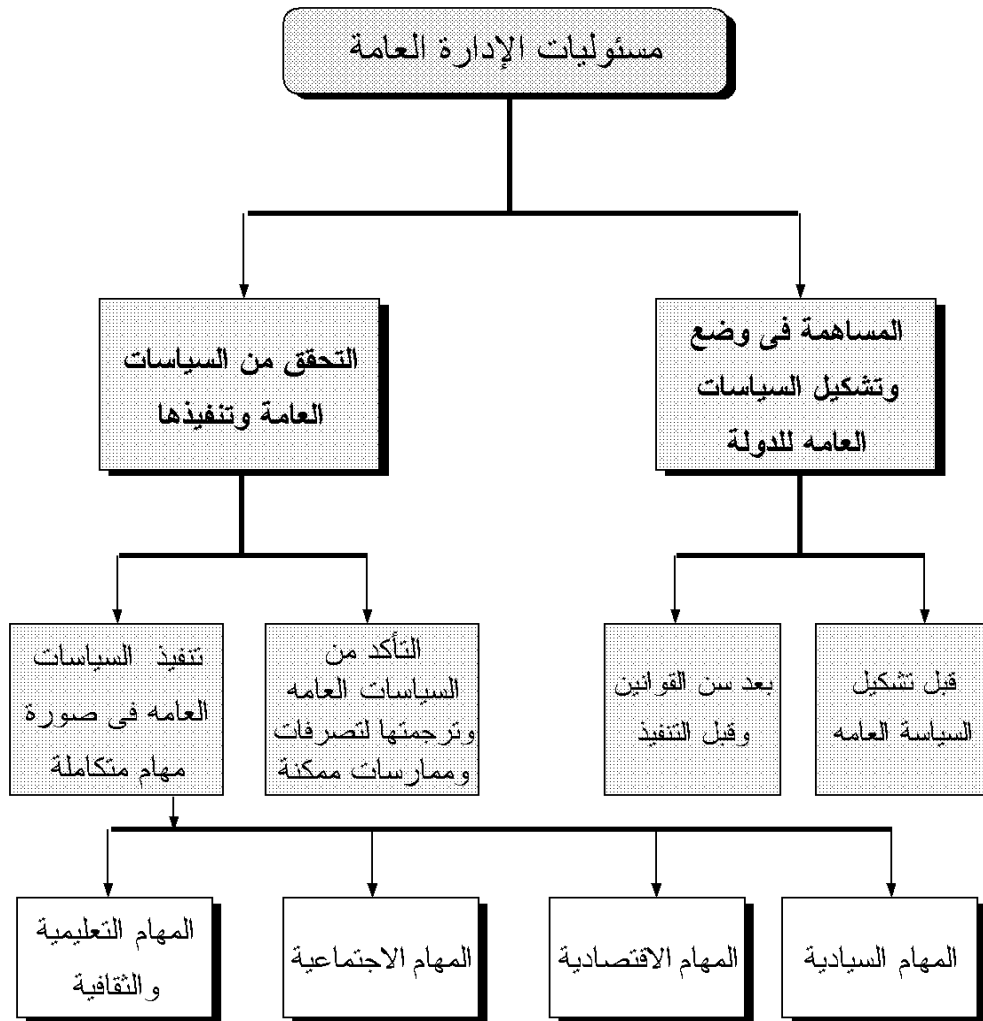 مسئوليات الإدارة العامة
المساهمة فى وضع
وتشكيل السياسات
العامه للدولة
التحقق من السياسات
العامة وتنفيذها
قبل تشكيل
السياسة العامه
بعد سن القوانين
وقبل التنفيذ
التأكد من
السياسات العامه
وترجمتها لتصرفات
وممارسات ممكنة
تنفيذ السياسات
العامه فى صورة
مهام متكاملة
المهام السيادية
المهام الاقتصادية
المهام الاجتماعية
المهام التعليمية
والثقافية